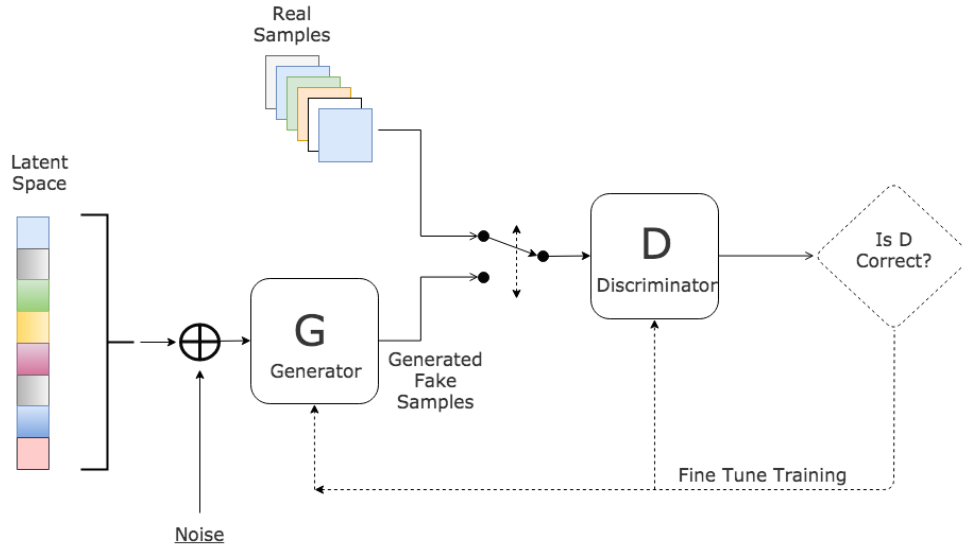 Real
Samples
Latent
Space
D
Discriminator
Is D
Correct?
G
Generator
Generated
Fake
Samples
Fine Tune Training
Noise